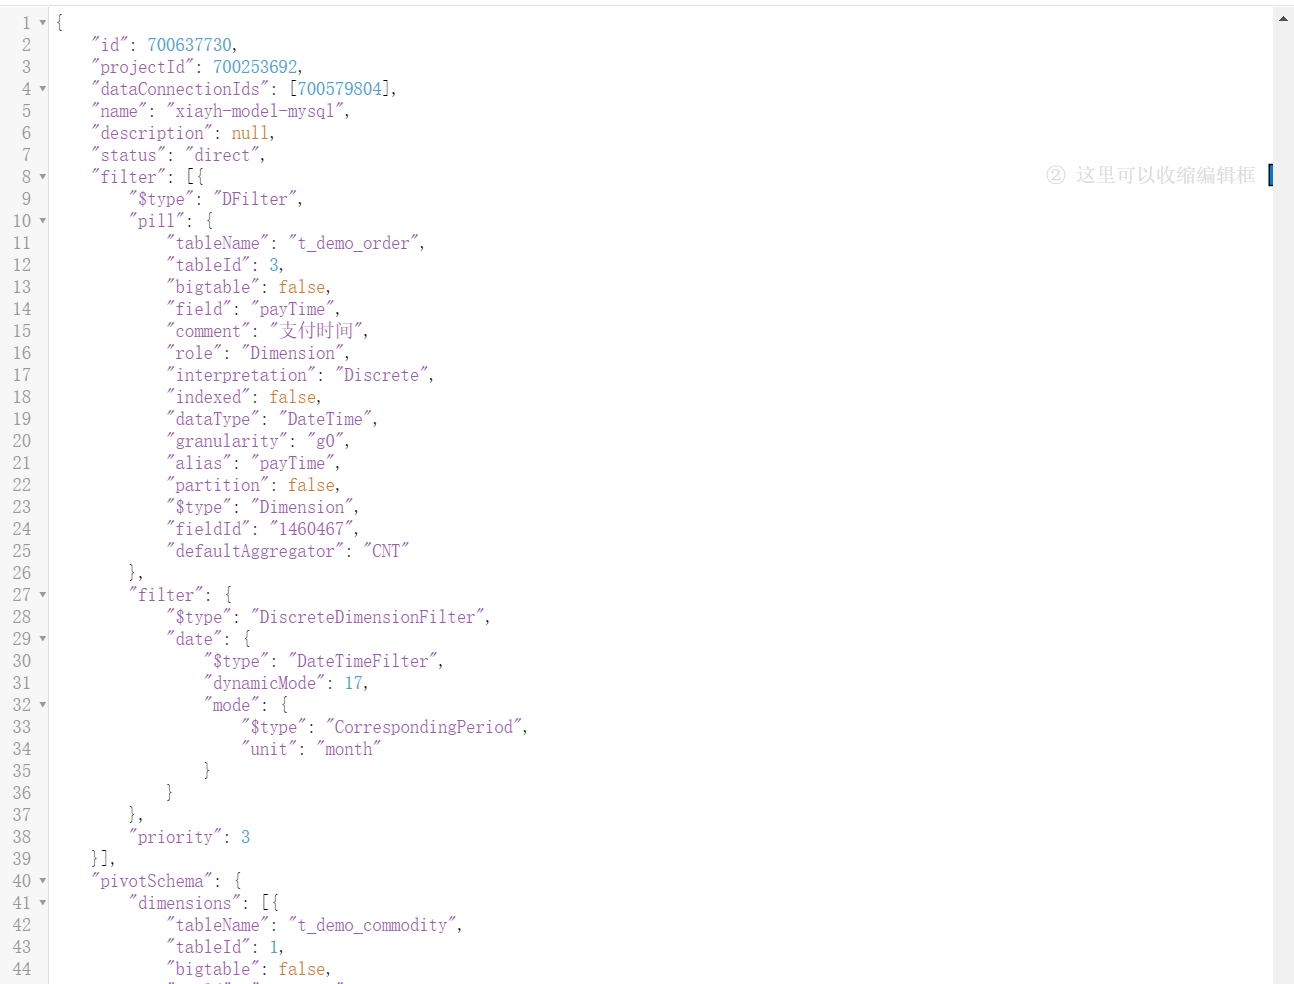 1 {
2 "id": 700637730,
3 "projectId": 700253692,
4 "dataConnectionIds": [700579804],
5 "name": "xiayh-model-mysql",
6 "description": null,
7 "status": "direct",
8 "filter": [{
② 这里可以收缩编辑框
9 "$type": "DFilter",
10 "pill": {
11 "tableName": "t_demo_order",
12 "tableId": 3,
13 "bigtable": false,
14 "field": "payTime",
15 "comment": "支付时间",
16 "role": "Dimension",
17 "interpretation": "Discrete",
18 "indexed": false,
19 "dataType": "DateTime",
20 "granularity": "g0",
21 "alias": "payTime",
22 "partition": false,
23 "$type": "Dimension",
24 "fieldId": "1460467",
25 "defaultAggregator": "CNT"
26 },
27 "filter": {
28 "$type": "DiscreteDimensionFilter",
29 "date": {
30 "$type": "DateTimeFilter",
31 "dynamicMode": 17,
32 "mode": {
33 "$type": "CorrespondingPeriod",
34 "unit": "month"
35 }
36 }
37 },
38 "priority": 3
39 }],
40 "pivotSchema": {
41 "dimensions": [{
42 "tableName": "t_demo_commodity",
43 "tableId": 1,
44 "bigtable": false,